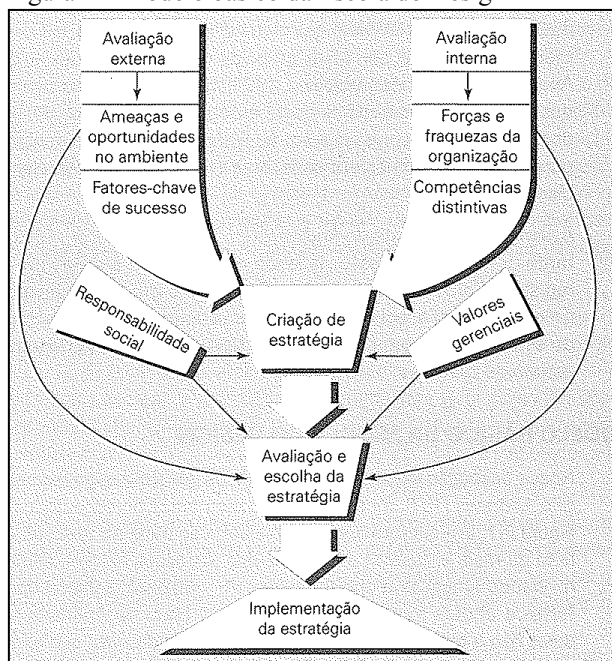 Avaliação
externa
Ameaças e
oportunidades
no ambiente
Fatores-chave
de sucesso
Avaliação
interna
Forças e
fraquezas da
organização
Competências
distintivas
Responsabilidade
social
Criação de
estratégia
Valores
gerenciais
Avaliação e
escolha da
estratégia
Implementação
da estratégia